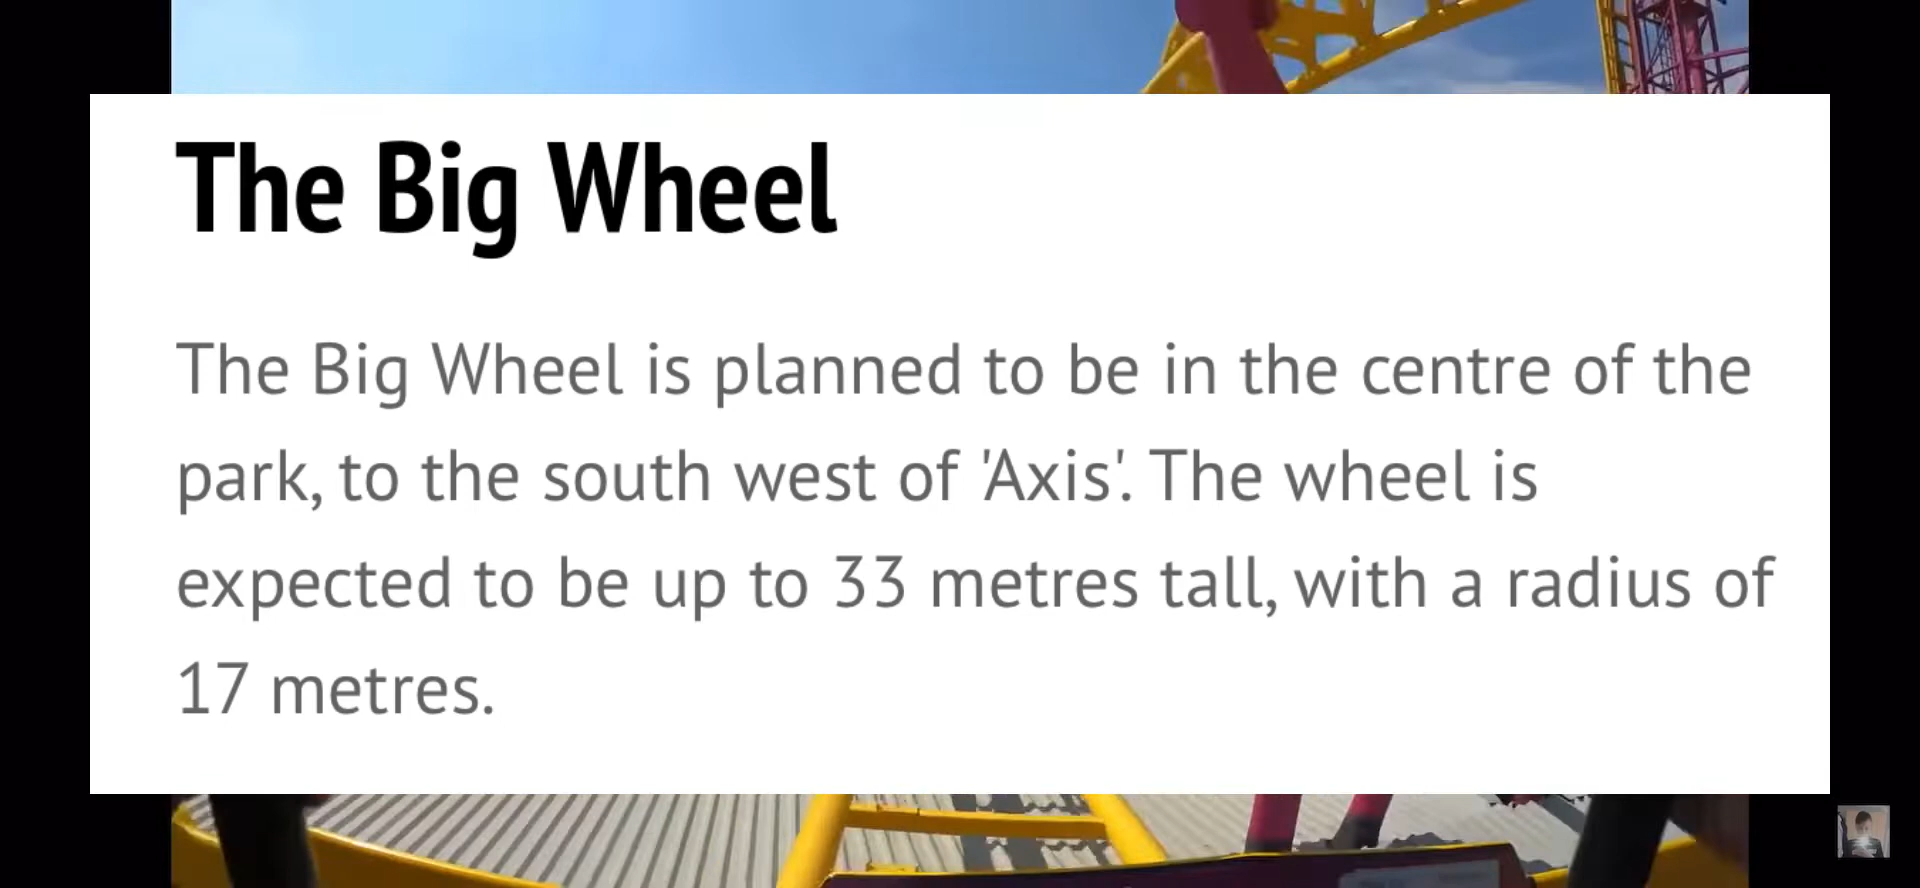 The Big Wheel
The Big Wheel is planned to be in the centre of the
park, to the south west of 'Axis'. The wheel is
expected to be up to 33 metres tall, with a radius of
17 metres.